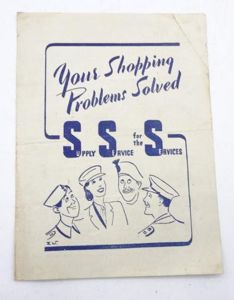 Your Shopping
Problems Solved
SUPPLY SERVICE for the SERVICES